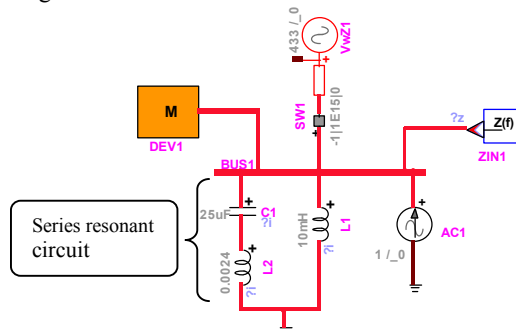 433 /_0
VwZ1
M
DEV1
SW1
-1|1E15|0
?z
Z(f)
ZIN1
BUS1
Series resonant
circuit
25uF
C1
?i
0.0024
L2
?i
10mH
L1
?i
AC1
1 /_0